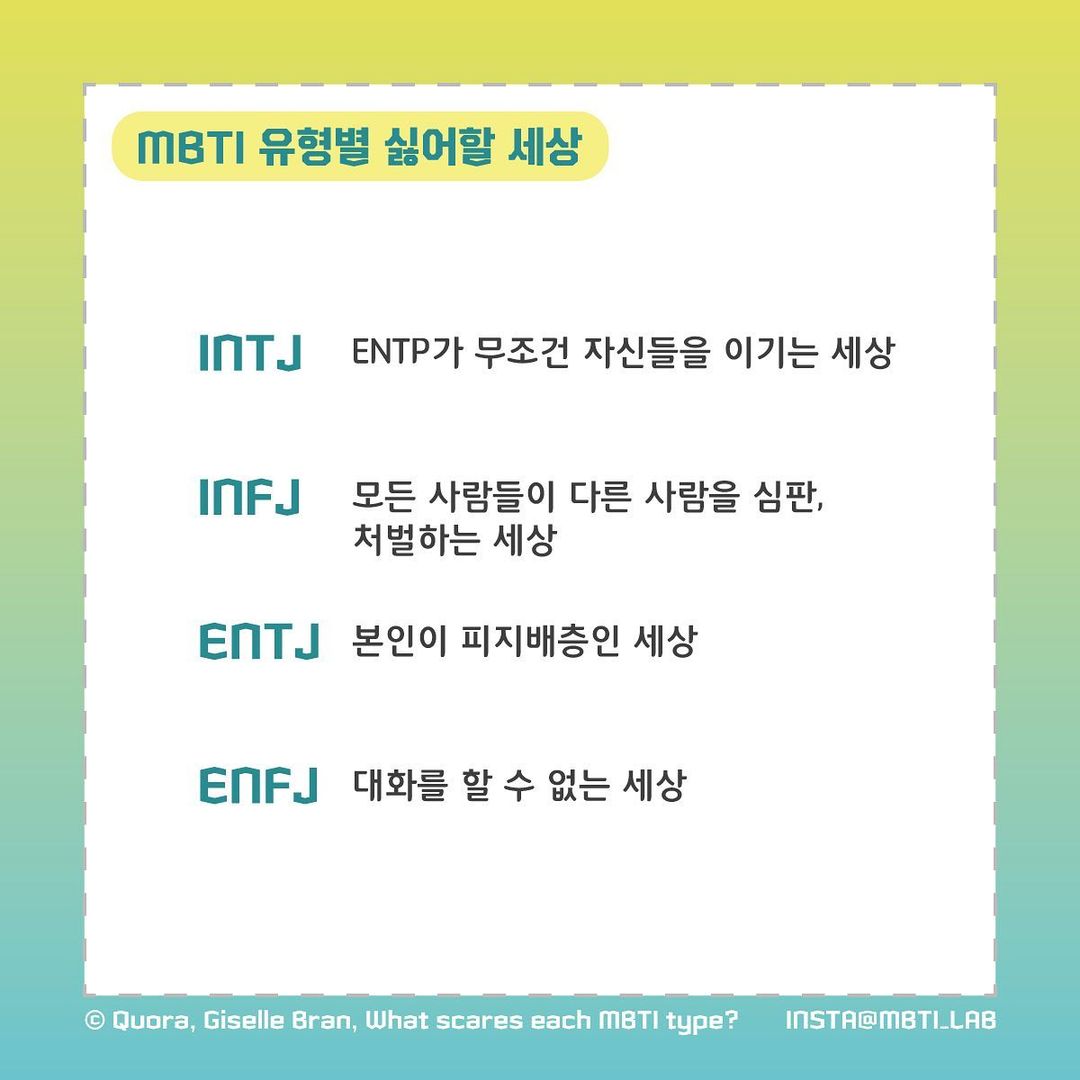 MBTI 유형별 싫어할 세상
INTJ ENTP가 무조건 자신들을 이기는 세상
INFJ 모든 사람들이 다른 사람을 심판,
처벌하는 세상
ENTJ 본인이 피지배층인 세상
ENFJ 대화를 할 수 없는 세상
© Quora, Giselle Bran, What scares each MBTI type? INSTA@MBTI_LAB